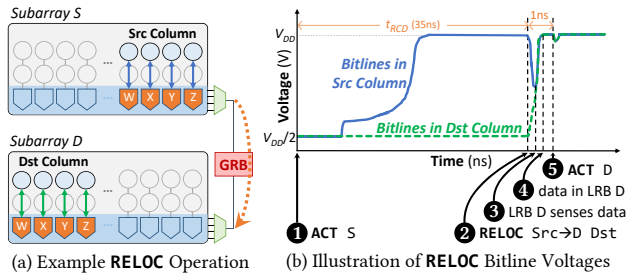 Subarray S
Src Column
...
W X Y Z
GRB
Subarray D
Dst Column
...
W X Y Z
(a) Example RELOC Operation
Voltage (V)
V_DD
V_DD/2
t_RCD (35ns)
1ns
Bitlines in
Src Column
Bitlines in Dst Column
Time (ns)
1 ACT S
5 ACT D
4 data in LRB D
3 LRB D senses data
2 RELOC Src→D Dst
(b) Illustration of RELOC Bitline Voltages